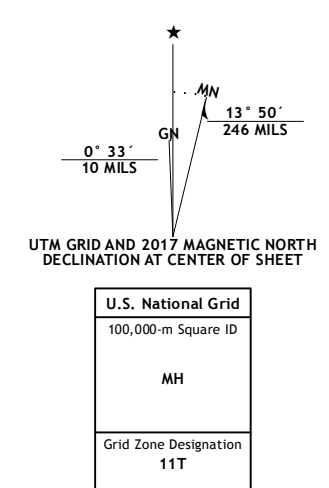 ★
MN
GN
13° 50´
246 MILS
0° 33´
10 MILS
UTM GRID AND 2017 MAGNETIC NORTH
DECLINATION AT CENTER OF SHEET
U.S. National Grid
100,000-m Square ID
MH
Grid Zone Designation
11T